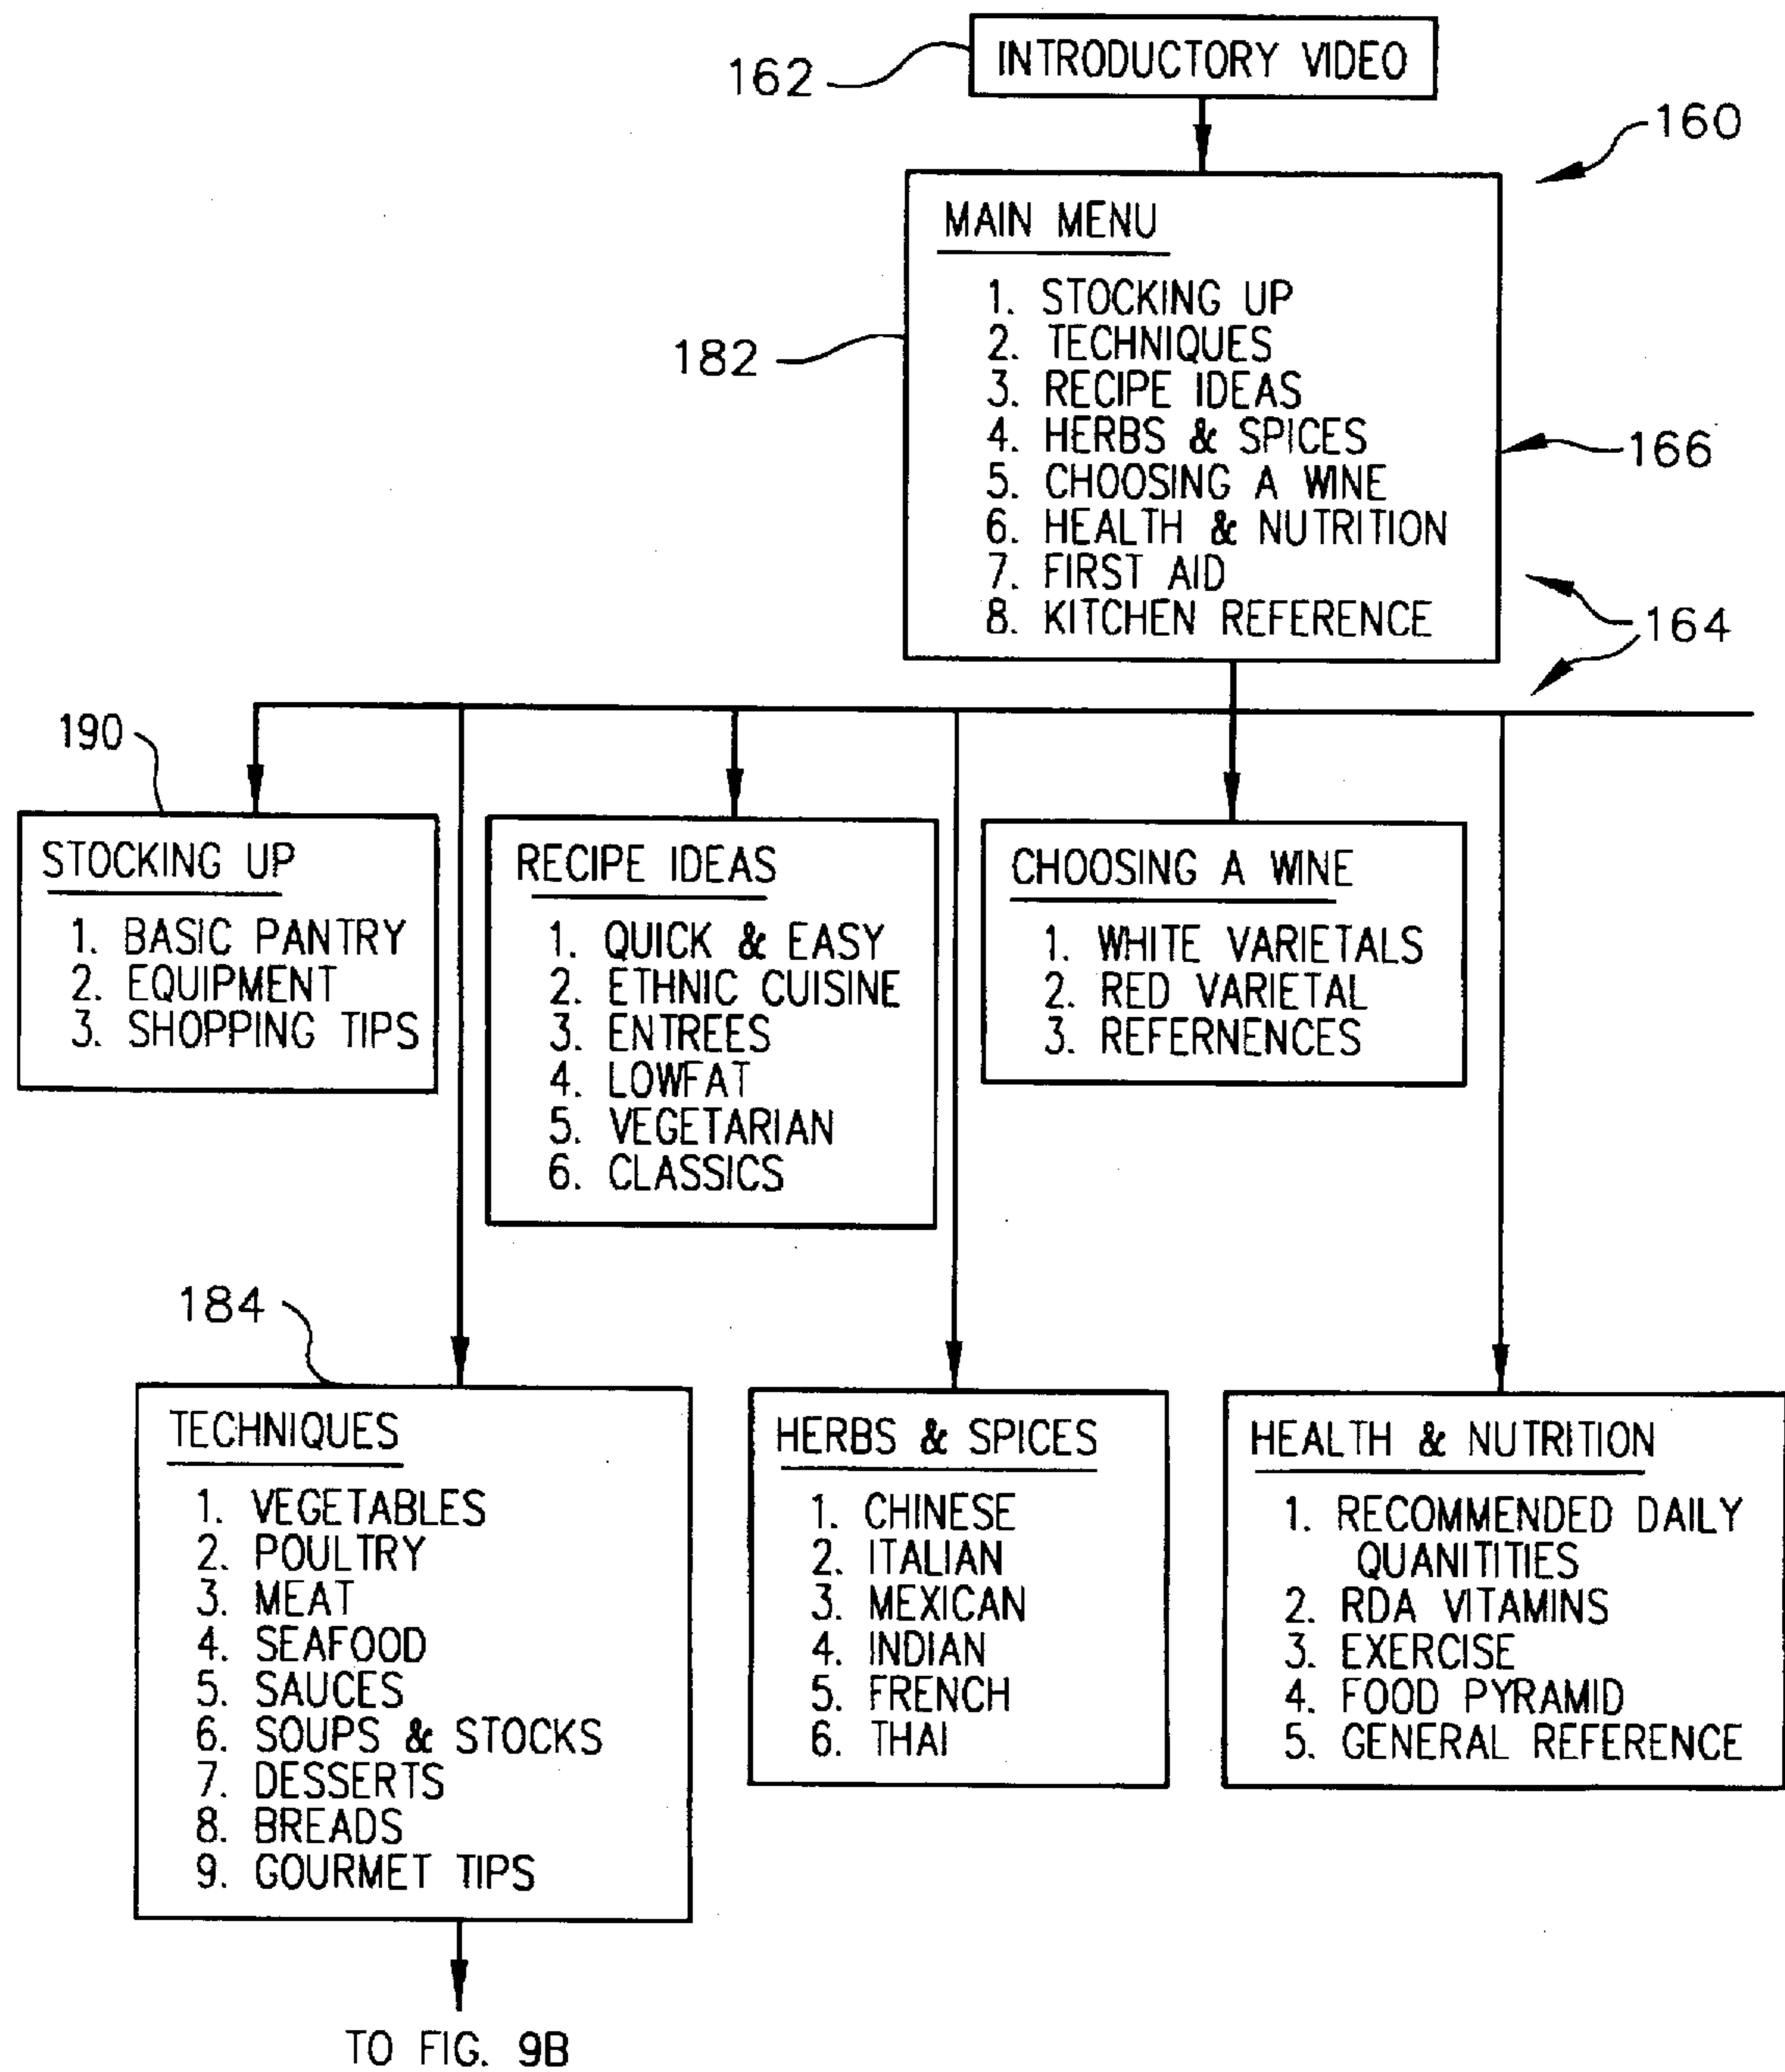 INTRODUCTORY VIDEO
162
160
MAIN MENU
1. STOCKING UP
2. TECHNIQUES
3. RECIPE IDEAS
4. HERBS & SPICES
5. CHOOSING A WINE
6. HEALTH & NUTRITION
7. FIRST AID
8. KITCHEN REFERENCE
182
166
164
190
STOCKING UP
1. BASIC PANTRY
2. EQUIPMENT
3. SHOPPING TIPS
RECIPE IDEAS
1. QUICK & EASY
2. ETHNIC CUISINE
3. ENTREES
4. LOWFAT
5. VEGETARIAN
6. CLASSICS
CHOOSING A WINE
1. WHITE VARIETALS
2. RED VARIETAL
3. REFERNENCES
184
TECHNIQUES
1. VEGETABLES
2. POULTRY
3. MEAT
4. SEAFOOD
5. SAUCES
6. SOUPS & STOCKS
7. DESSERTS
8. BREADS
9. GOURMET TIPS
HERBS & SPICES
1. CHINESE
2. ITALIAN
3. MEXICAN
4. INDIAN
5. FRENCH
6. THAI
HEALTH & NUTRITION
1. RECOMMENDED DAILY
QUANITITIES
2. RDA VITAMINS
3. EXERCISE
4. FOOD PYRAMID
5. GENERAL REFERENCE
TO FIG. 9B